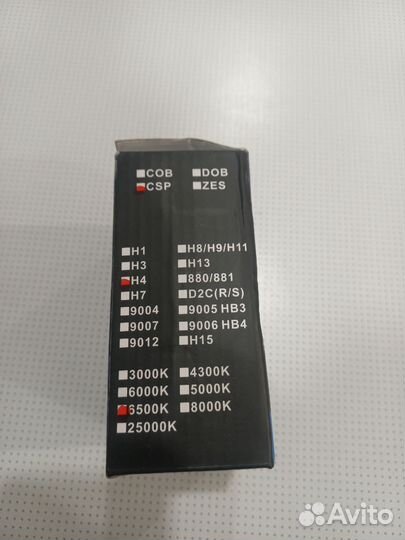 COB DOB
CSP ZES
H1 H8/H9/H11
H3 H13
H4 880/881
H7 D2C(R/S)
9004 9005 HB3
9007 9006 HB4
9012 H15
3000K 4300K
6000K 5000K
6500K 8000K
25000K
Avito